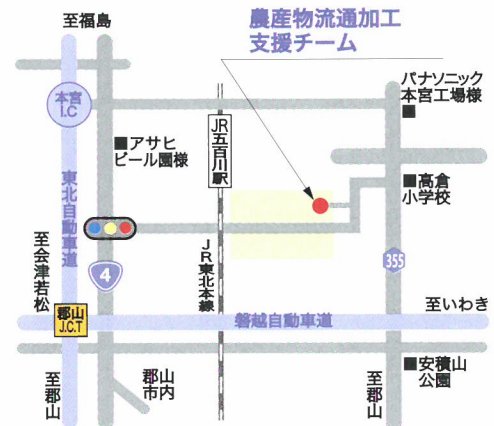 至福島
農産物流通加工
支援チーム
本宮
I.C
パナソニック
本宮工場様
■
■アサヒ
ビール園様
JR五百川駅
東北自動車道
■高倉
小学校
至会津若松
4
JR東北本線
355
郡山
J.C.T
磐越自動車道
至いわき
至郡山
郡山
市内
至郡山
■安積山
公園